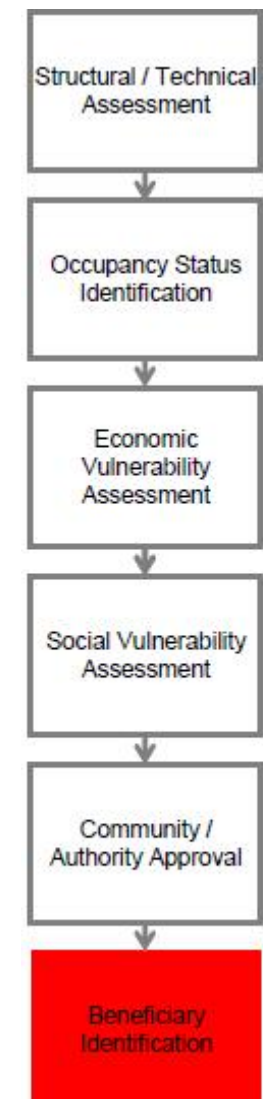 Structural / Technical
Assessment
Occupancy Status
Identification
Economic
Vulnerability
Assessment
Social Vulnerability
Assessment
Community /
Authority Approval
Beneficiary
Identification